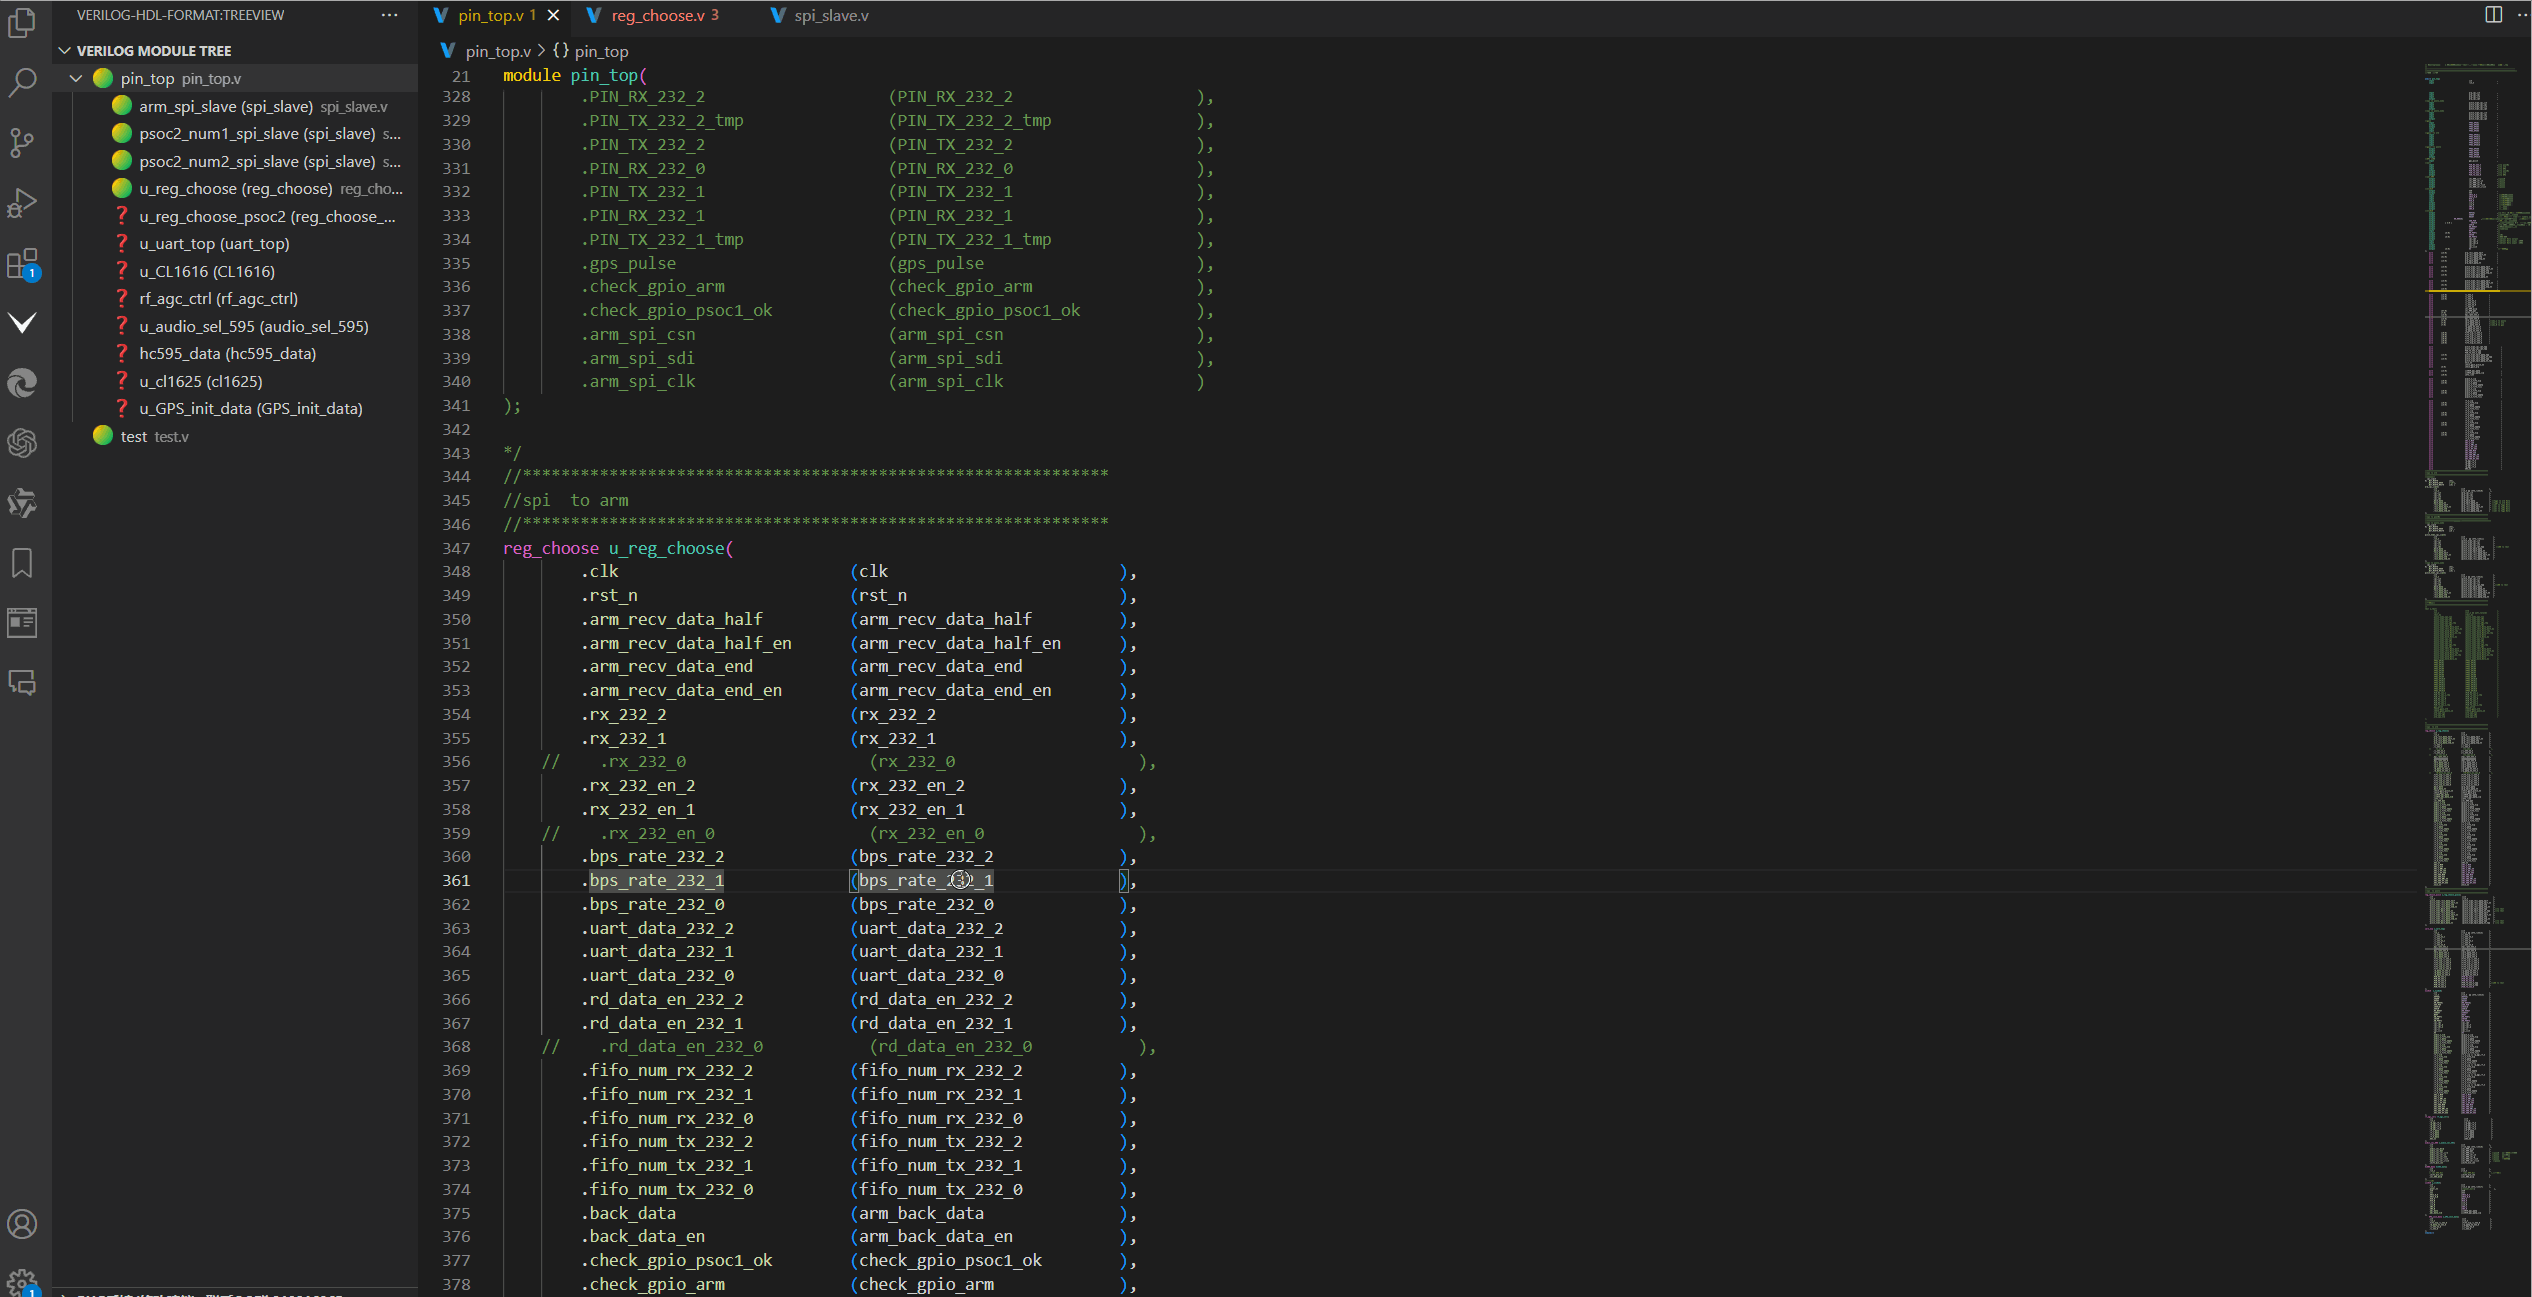 VERILOG-HDL-FORMAT:TREEVIEW ···
VERILOG MODULE TREE
pin_top pin_top.v
arm_spi_slave (spi_slave) spi_slave.v
psoc2_num1_spi_slave (spi_slave) s...
psoc2_num2_spi_slave (spi_slave) s...
u_reg_choose (reg_choose) reg_cho...
u_reg_choose_psoc2 (reg_choose_...
u_uart_top (uart_top)
u_CL1616 (CL1616)
rf_agc_ctrl (rf_agc_ctrl)
u_audio_sel_595 (audio_sel_595)
hc595_data (hc595_data)
u_cl1625 (cl1625)
u_GPS_init_data (GPS_init_data)
test test.v
1
1
pin_top.v 1 × reg_choose.v 3 spi_slave.v
pin_top.v > {} pin_top
21 module pin_top(
328 .PIN_RX_232_2 (PIN_RX_232_2 ),
329 .PIN_TX_232_2_tmp (PIN_TX_232_2_tmp ),
330 .PIN_TX_232_2 (PIN_TX_232_2 ),
331 .PIN_RX_232_0 (PIN_RX_232_0 ),
332 .PIN_TX_232_1 (PIN_TX_232_1 ),
333 .PIN_RX_232_1 (PIN_RX_232_1 ),
334 .PIN_TX_232_1_tmp (PIN_TX_232_1_tmp ),
335 .gps_pulse (gps_pulse ),
336 .check_gpio_arm (check_gpio_arm ),
337 .check_gpio_psoc1_ok (check_gpio_psoc1_ok ),
338 .arm_spi_csn (arm_spi_csn ),
339 .arm_spi_sdi (arm_spi_sdi ),
340 .arm_spi_clk (arm_spi_clk )
341 );
342
343 */
344 //*************************************************************
345 //spi  to arm
346 //*************************************************************
347 reg_choose u_reg_choose(
348 .clk (clk ),
349 .rst_n (rst_n ),
350 .arm_recv_data_half (arm_recv_data_half ),
351 .arm_recv_data_half_en (arm_recv_data_half_en ),
352 .arm_recv_data_end (arm_recv_data_end ),
353 .arm_recv_data_end_en (arm_recv_data_end_en ),
354 .rx_232_2 (rx_232_2 ),
355 .rx_232_1 (rx_232_1 ),
356 // .rx_232_0 (rx_232_0 ),
357 .rx_232_en_2 (rx_232_en_2 ),
358 .rx_232_en_1 (rx_232_en_1 ),
359 // .rx_232_en_0 (rx_232_en_0 ),
360 .bps_rate_232_2 (bps_rate_232_2 ),
361 .bps_rate_232_1 (bps_rate_232_1 ),
362 .bps_rate_232_0 (bps_rate_232_0 ),
363 .uart_data_232_2 (uart_data_232_2 ),
364 .uart_data_232_1 (uart_data_232_1 ),
365 .uart_data_232_0 (uart_data_232_0 ),
366 .rd_data_en_232_2 (rd_data_en_232_2 ),
367 .rd_data_en_232_1 (rd_data_en_232_1 ),
368 // .rd_data_en_232_0 (rd_data_en_232_0 ),
369 .fifo_num_rx_232_2 (fifo_num_rx_232_2 ),
370 .fifo_num_rx_232_1 (fifo_num_rx_232_1 ),
371 .fifo_num_rx_232_0 (fifo_num_rx_232_0 ),
372 .fifo_num_tx_232_2 (fifo_num_tx_232_2 ),
373 .fifo_num_tx_232_1 (fifo_num_tx_232_1 ),
374 .fifo_num_tx_232_0 (fifo_num_tx_232_0 ),
375 .back_data (arm_back_data ),
376 .back_data_en (arm_back_data_en ),
377 .check_gpio_psoc1_ok (check_gpio_psoc1_ok ),
378 .check_gpio_arm (check_gpio_arm ),